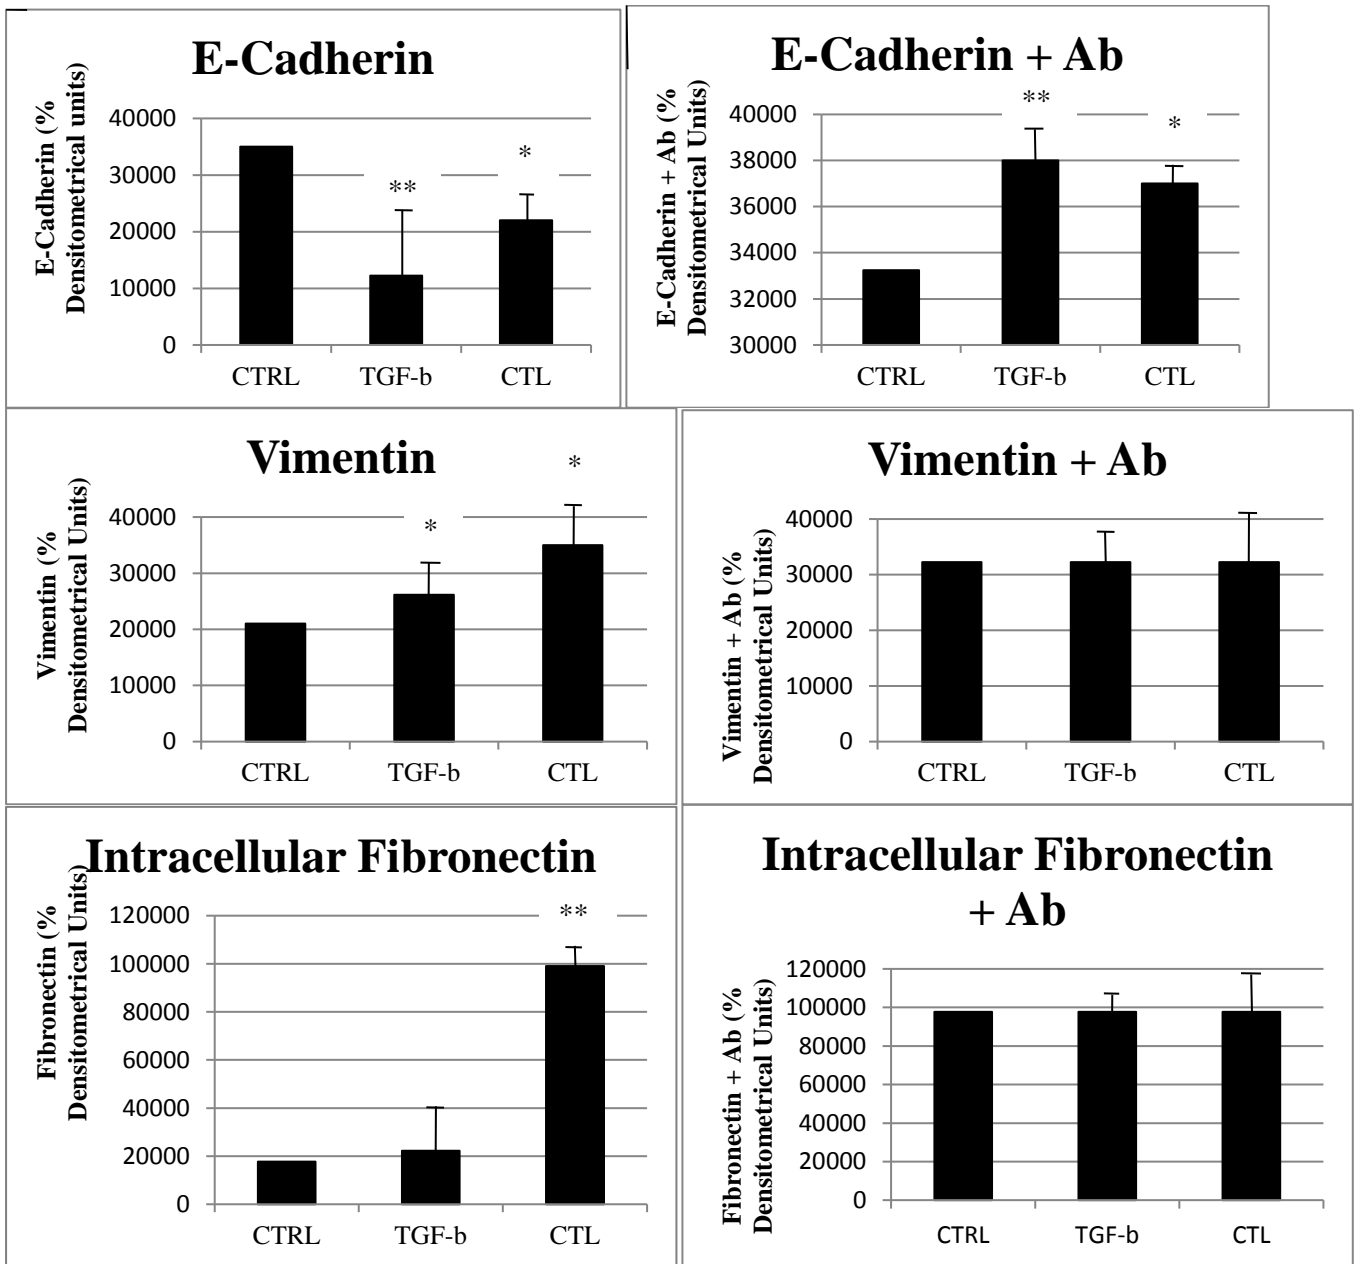 E-Cadherin
E-Cadherin (%
Densitometrical units)
40000
30000
20000
10000
0
**
*
CTRL TGF-b CTL
E-Cadherin + Ab
E-Cadherin + Ab (%
Densitometrical Units)
40000
38000
36000
34000
32000
30000
**
*
CTRL TGF-b CTL
Vimentin
Vimentin (%
Densitometrical Units)
40000
30000
20000
10000
0
*
*
CTRL TGF-b CTL
Vimentin + Ab
Vimentin + Ab (%
Densitometrical Units)
40000
30000
20000
10000
0
CTRL TGF-b CTL
Intracellular Fibronectin
Fibronectin (%
Densitometrical Units)
120000
100000
80000
60000
40000
20000
0
**
CTRL TGF-b CTL
Intracellular Fibronectin
+ Ab
Fibronectin + Ab (%
Densitometrical Units)
120000
100000
80000
60000
40000
20000
0
CTRL TGF-b CTL